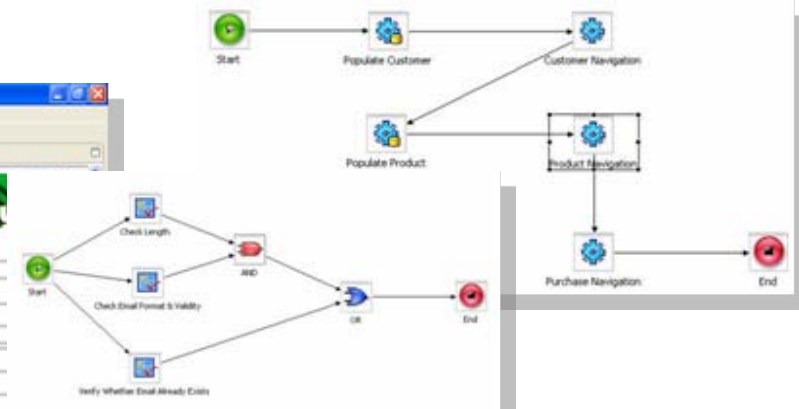 Start
Populate Customer
Customer Navigation
Populate Product
Product Navigation
Purchase Navigation
End
Start
Check Length
Check Email Format & Validity
Verify Whether Email Already Exists
AND
OR
End